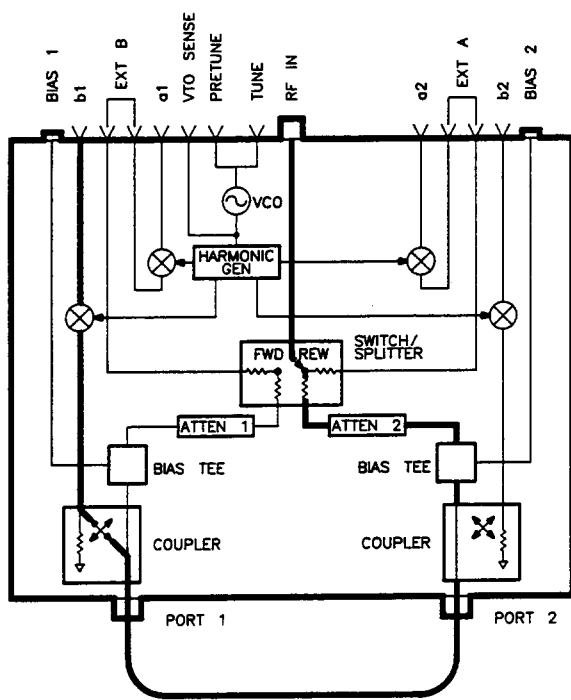 BIAS 1
b1
EXT B
a1
VTO SENSE
PRETUNE
TUNE
RF IN
a2
EXT A
b2
BIAS 2
VCO
HARMONIC
GEN
SWITCH/
SPLITTER
FWD REW
ATTEN 1
ATTEN 2
BIAS TEE
BIAS TEE
COUPLER
COUPLER
PORT 1
PORT 2